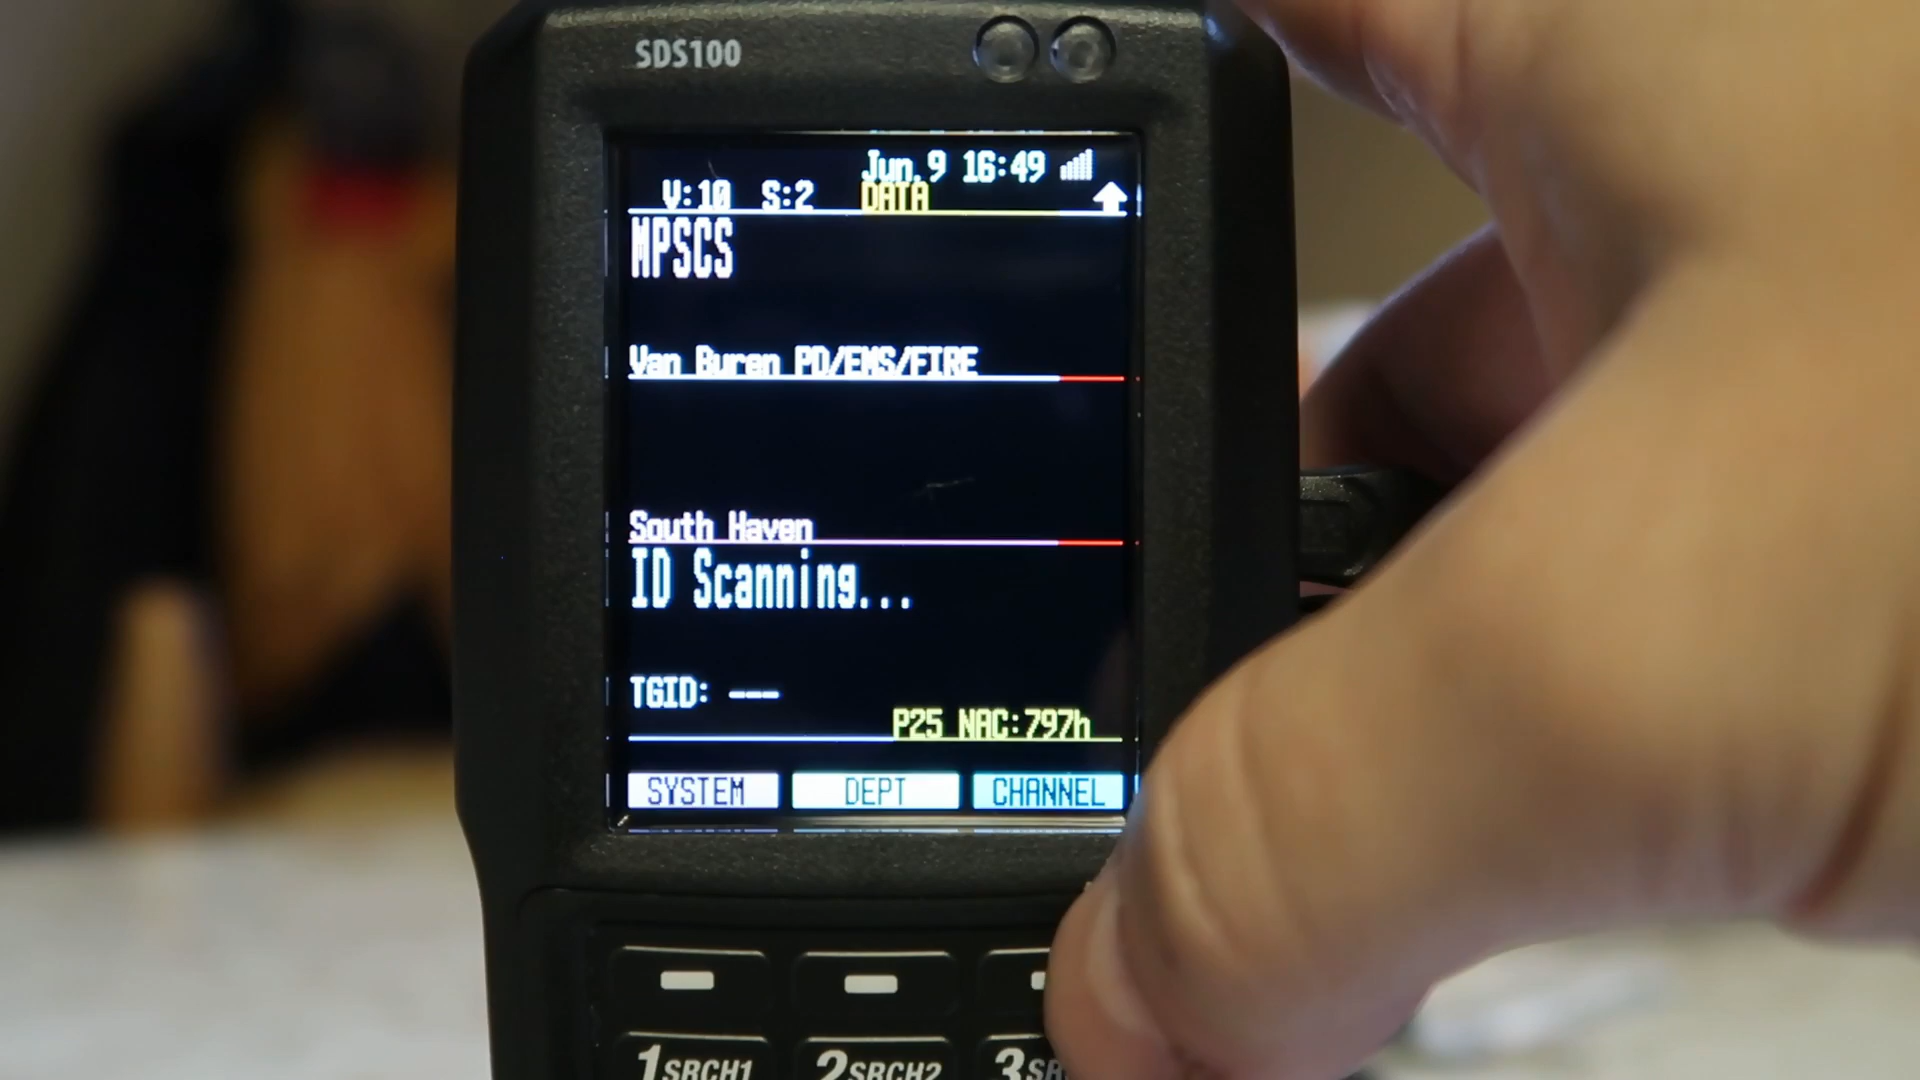 SDS100
Jun. 9 16:49
V:10 S:2 DATA
MPSCS
Van Buren PD/EMS/FIRE
South Haven
ID Scanning...
TGID: ---
P25 NAC:797h
SYSTEM DEPT CHANNEL
1SRCH1 2SRCH2 3SR